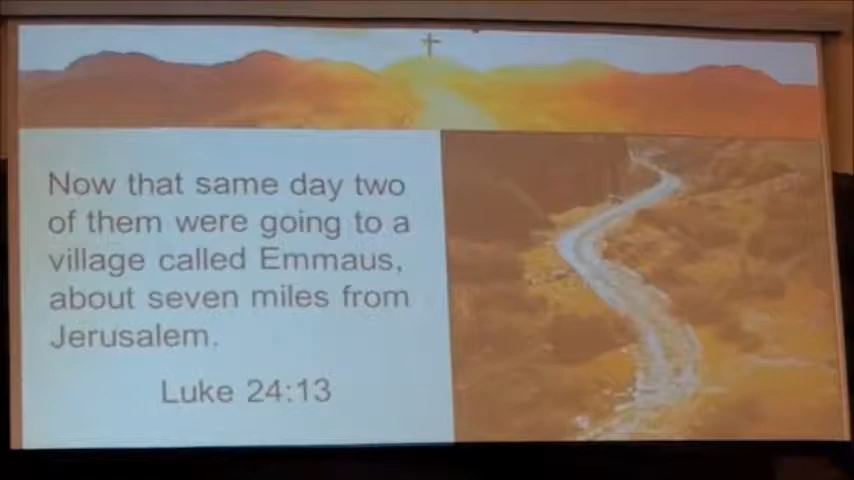 Now that same day two
of them were going to a
village called Emmaus,
about seven miles from
Jerusalem.
Luke 24:13